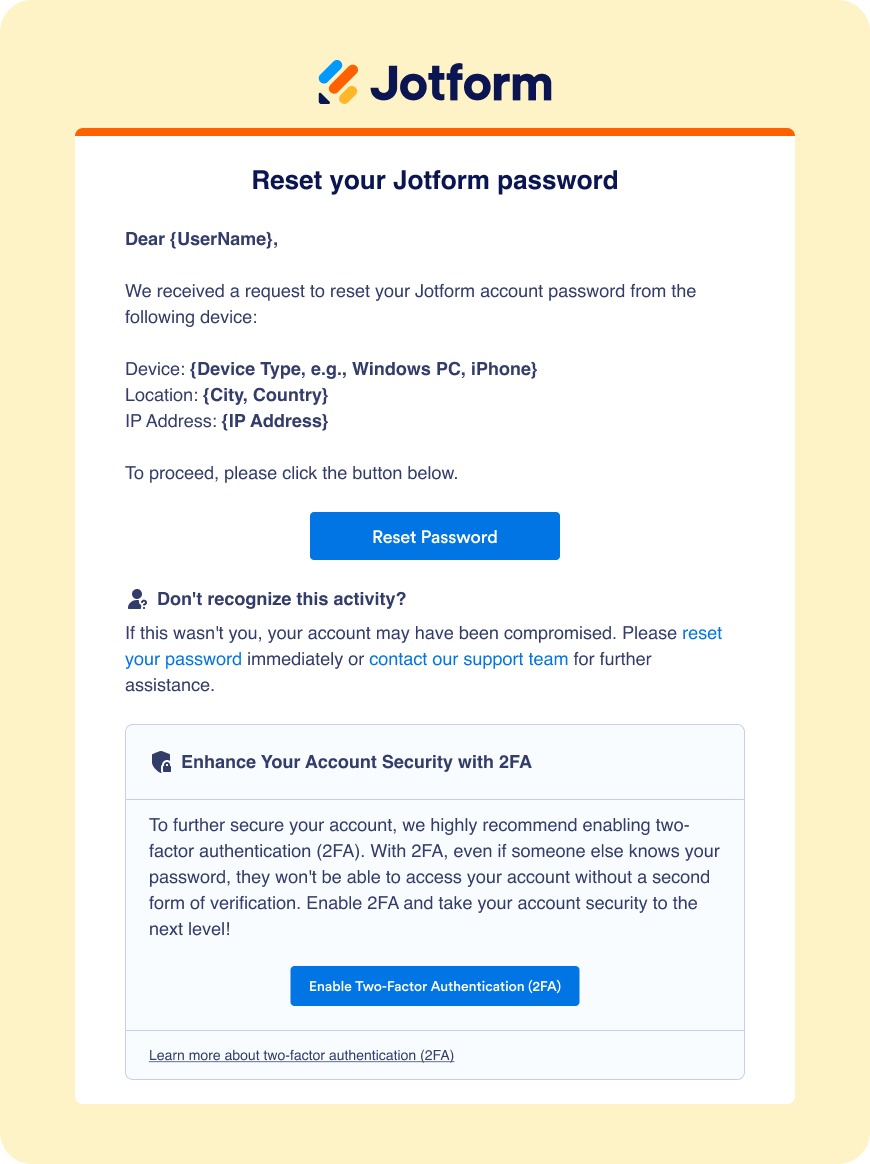 Jotform
Reset your Jotform password
Dear {UserName},
We received a request to reset your Jotform account password from the
following device:
Device: {Device Type, e.g., Windows PC, iPhone}
Location: {City, Country}
IP Address: {IP Address}
To proceed, please click the button below.
Reset Password
Don't recognize this activity?
If this wasn't you, your account may have been compromised. Please reset
your password immediately or contact our support team for further
assistance.
Enhance Your Account Security with 2FA
To further secure your account, we highly recommend enabling two-
factor authentication (2FA). With 2FA, even if someone else knows your
password, they won't be able to access your account without a second
form of verification. Enable 2FA and take your account security to the
next level!
Enable Two-Factor Authentication (2FA)
Learn more about two-factor authentication (2FA)